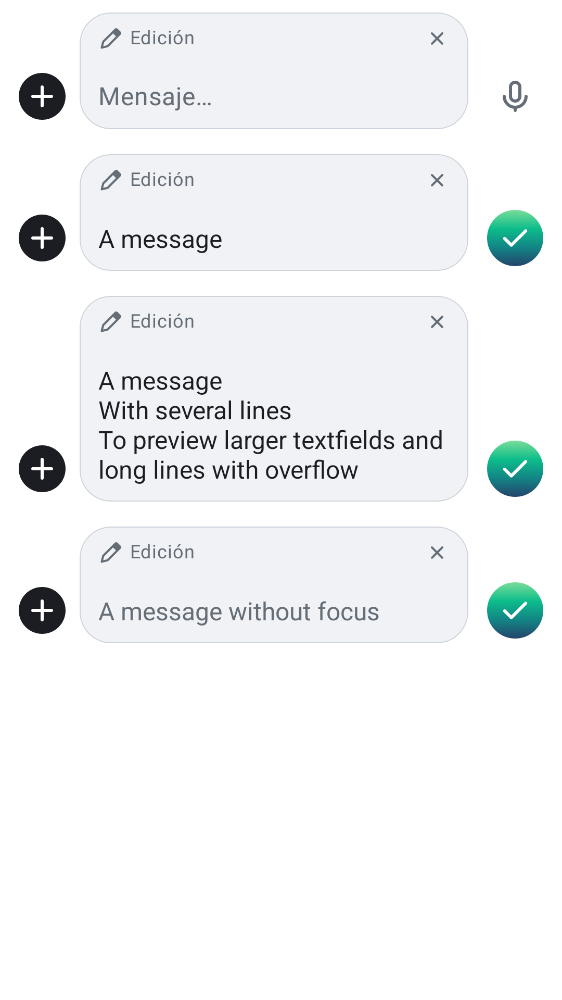 Edición
Mensaje…
Edición
A message
Edición
A message
With several lines
To preview larger textfields and
long lines with overflow
Edición
A message without focus